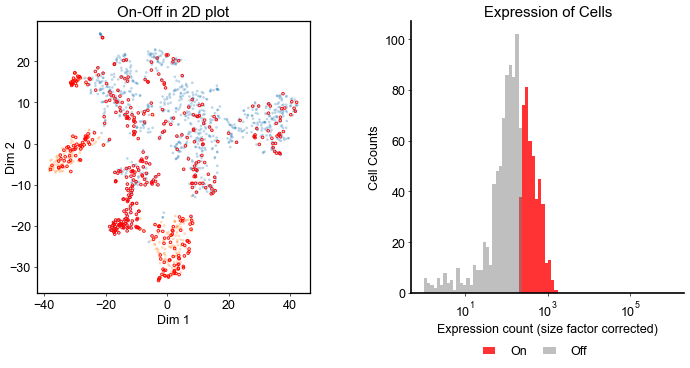 On-Off in 2D plot
Dim 2
20
10
0
−10
−20
−30
−40
−20
0
20
40
Dim 1
Expression of Cells
Cell Counts
100
80
60
40
20
0
10^1
10^3
10^5
Expression count (size factor corrected)
On
Off